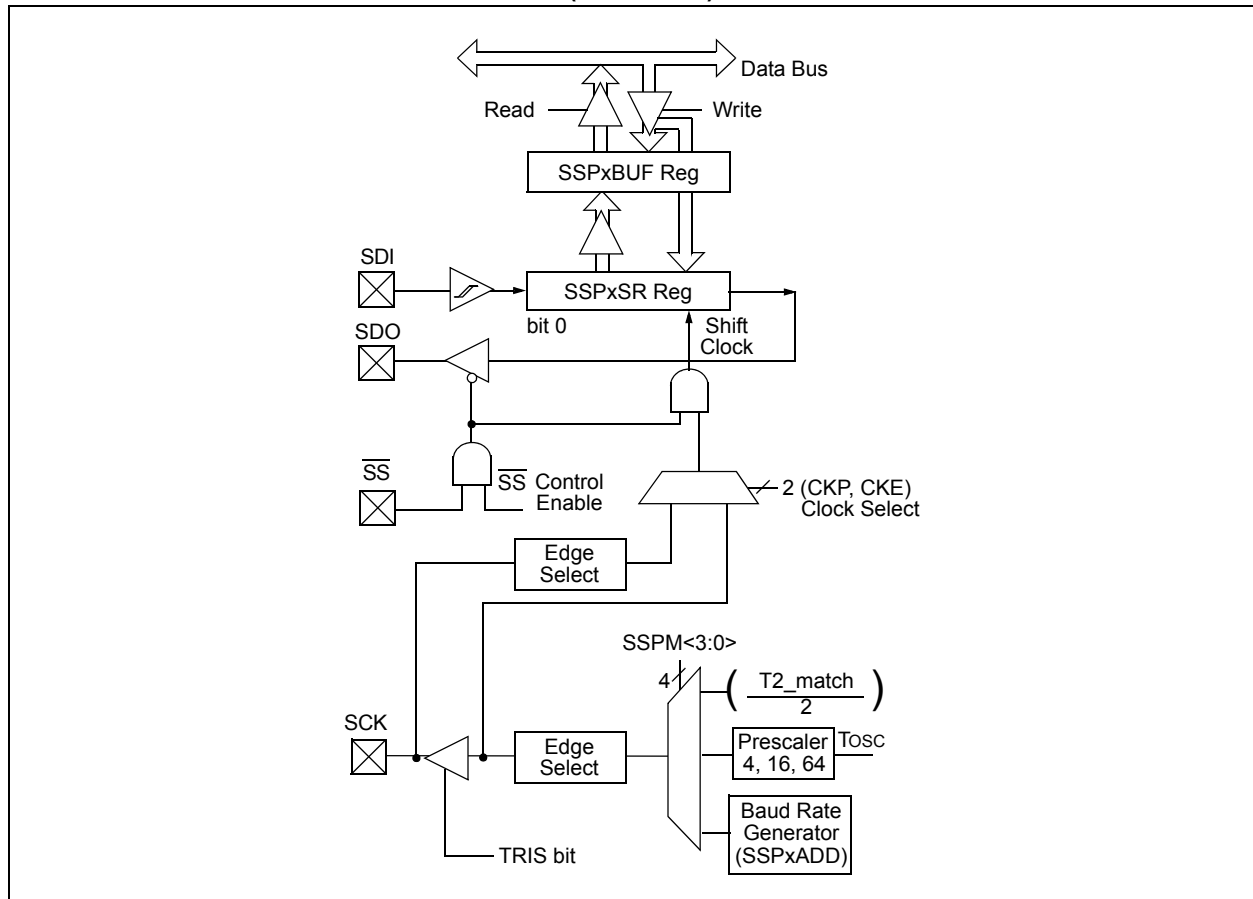 Data Bus
Read
Write
SSPxBUF Reg
SDI
SSPxSR Reg
bit 0
Shift
Clock
SDO
SS
SS Control
Enable
2 (CKP, CKE)
Clock Select
Edge
Select
SSPM<3:0>
4
( T2_match )
2
SCK
Edge
Select
Prescaler
4, 16, 64
TOSC
Baud Rate
Generator
(SSPxADD)
TRIS bit